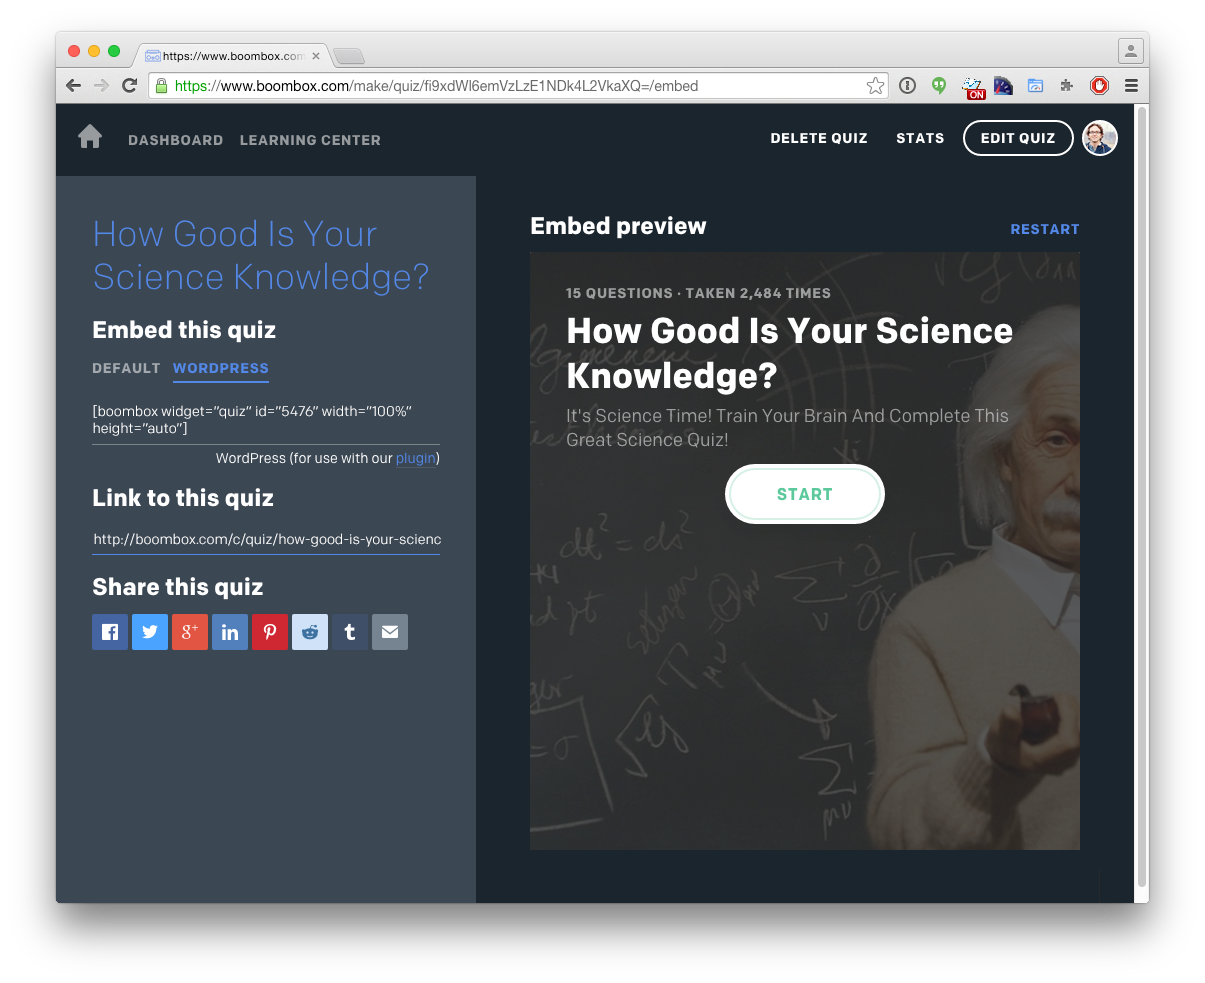 https://www.boombox.com
https://www.boombox.com/make/quiz/fi9xdWl6emVzLzE1NDk4L2VkaXQ=/embed
ON
DASHBOARD LEARNING CENTER
DELETE QUIZ STATS EDIT QUIZ
How Good Is Your
Science Knowledge?
Embed this quiz
DEFAULT WORDPRESS
[boombox widget="quiz" id="5476" width="100%"
height="auto"]
WordPress (for use with our plugin)
Link to this quiz
http://boombox.com/c/quiz/how-good-is-your-scienc
Share this quiz
Embed preview
RESTART
15 QUESTIONS · TAKEN 2,484 TIMES
How Good Is Your Science
Knowledge?
It's Science Time! Train Your Brain And Complete This
Great Science Quiz!
START